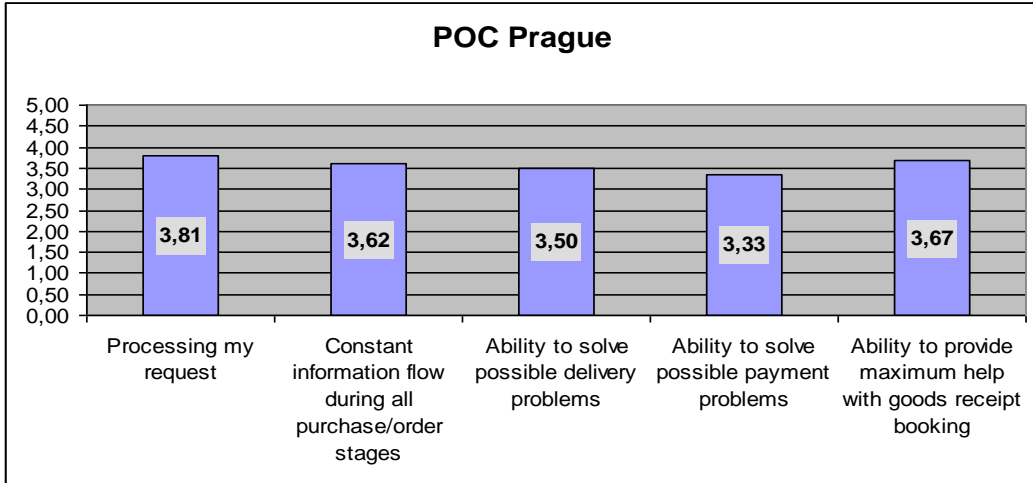 POC Prague
5,00
4,50
4,00
3,50
3,00
2,50
2,00
1,50
1,00
0,50
0,00
3,81
3,62
3,50
3,33
3,67
Processing my
request
Constant
information flow
during all
purchase/order
stages
Ability to solve
possible delivery
problems
Ability to solve
possible payment
problems
Ability to provide
maximum help
with goods receipt
booking